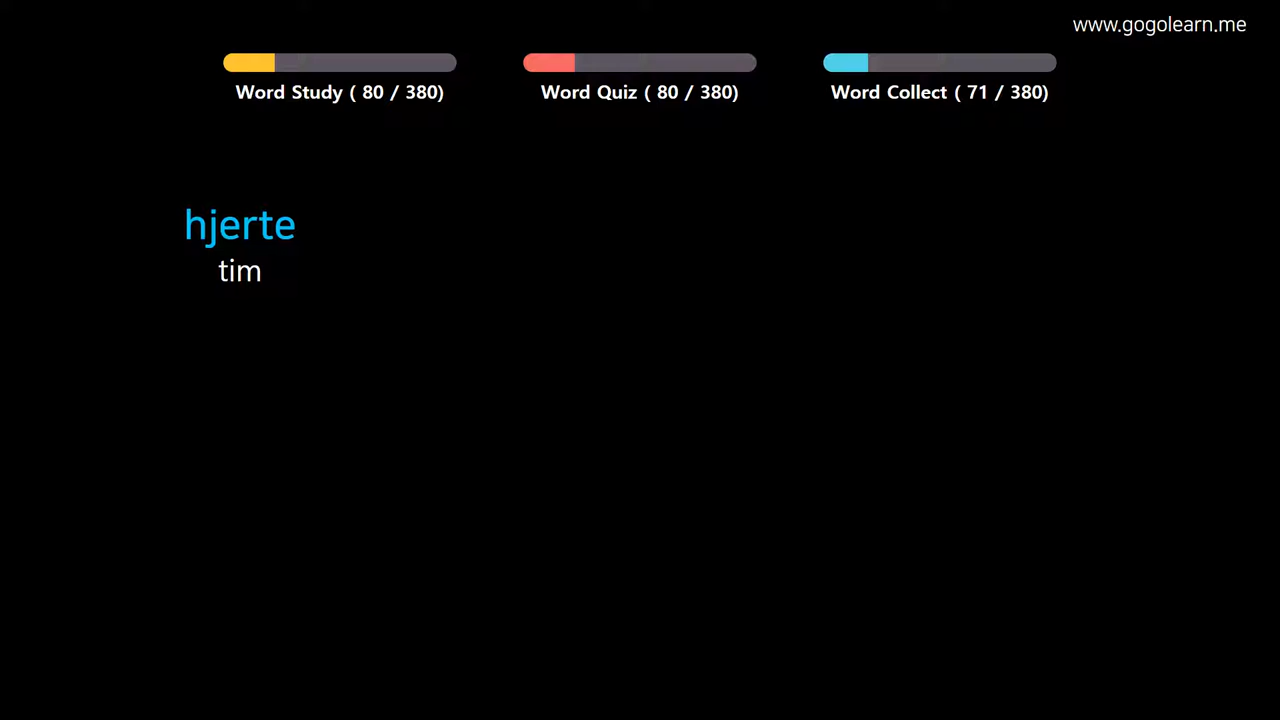 www.gogolearn.me
Word Study ( 80 / 380)
Word Quiz ( 80 / 380)
Word Collect ( 71 / 380)
hjerte
tim